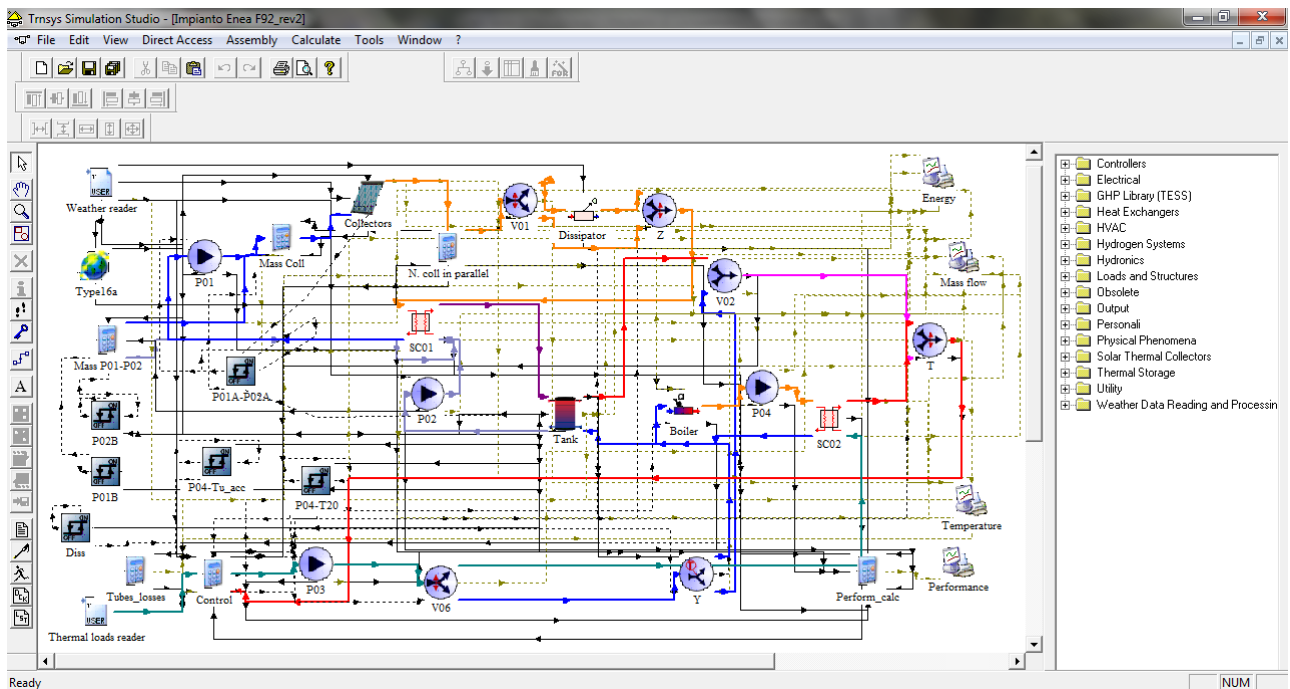 Trnsys Simulation Studio - [Impianto Enea F92_rev2]
File Edit View Direct Access Assembly Calculate Tools Window ?
Weather reader
Type16a
Mass P01-P02
P02B
P01B
Diss
Tubes_losses
Thermal loads reader
P01
Mass Coll
Collectors
P01A-P02A
P04-Tu_acc
P04-T20
Control
P03
N. coll in parallel
SC01
P02
V06
V01
Dissipator
Z
Tank
Boiler
V02
P04
SC02
T
Y
Perform_calc
Energy
Mass flow
Temperature
Performance
Controllers
Electrical
GHP Library (TESS)
Heat Exchangers
HVAC
Hydrogen Systems
Hydronics
Loads and Structures
Obsolete
Output
Personali
Physical Phenomena
Solar Thermal Collectors
Thermal Storage
Utility
Weather Data Reading and Processin
Ready
NUM